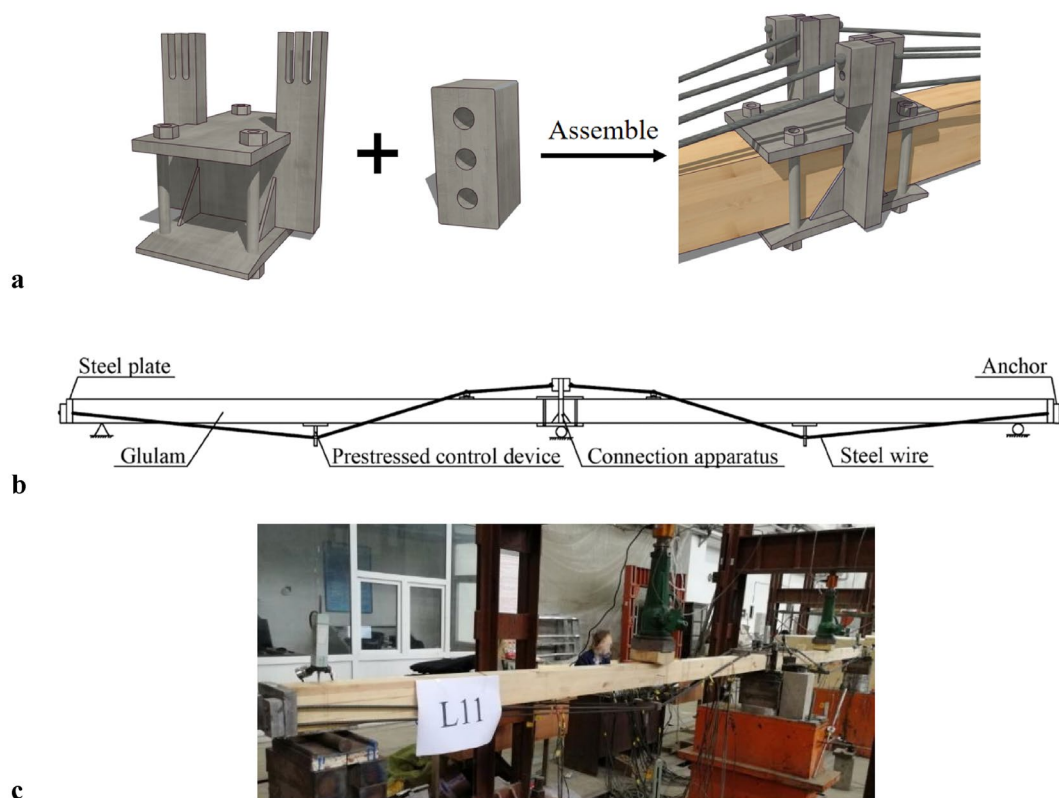 Assemble
a
Steel plate
Anchor
Glulam
Prestressed control device
Connection apparatus
Steel wire
b
L11
c